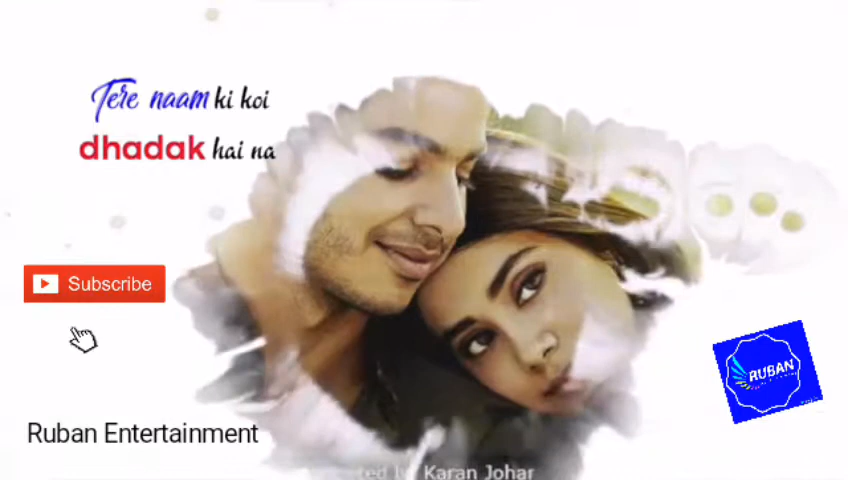 Tere naam ki koi
dhadak hai na
Subscribe
RUBAN
Ruban Entertainment
Karan Johar